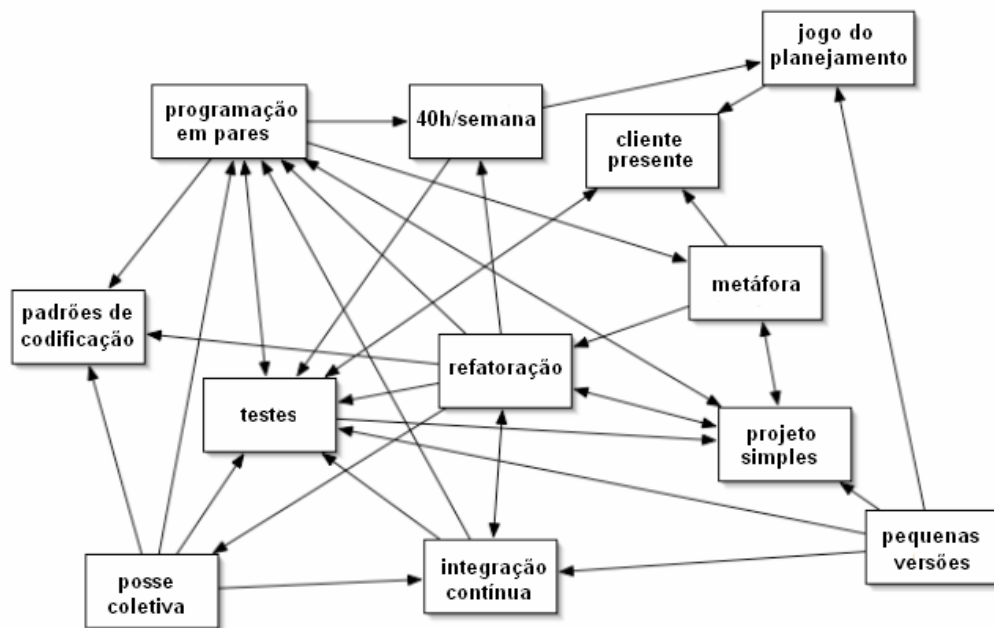 jogo do
planejamento
programação
em pares
40h/semana
cliente
presente
metáfora
padrões de
codificação
refatoração
testes
projeto
simples
pequenas
versões
integração
contínua
posse
coletiva